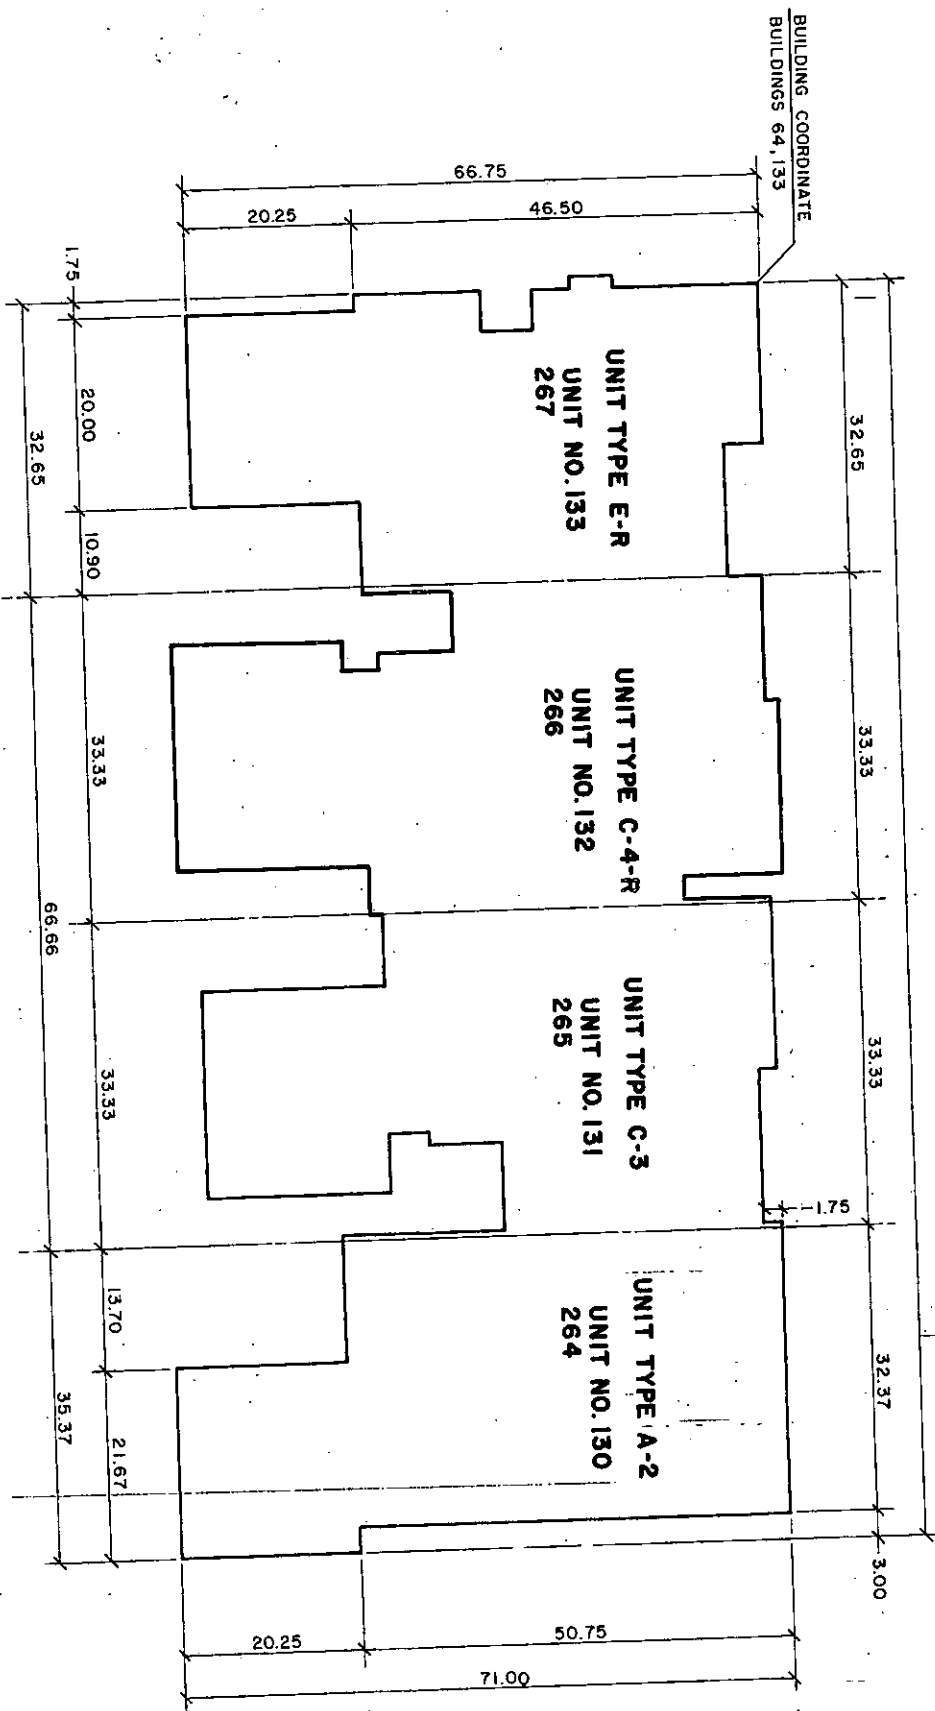 BUILDING COORDINATE
BUILDINGS 64,133
66.75
20.25
46.50
1.75
20.00
32.65
10.90
33.33
66.66
33.33
13.70
35.37
21.67
UNIT TYPE E-R
UNIT NO. 133
267
UNIT TYPE C-4-R
UNIT NO. 132
266
UNIT TYPE C-3
UNIT NO. 131
265
UNIT TYPE A-2
UNIT NO. 130
264
32.65
33.33
33.33
1.75
32.37
3.00
20.25
50.75
71.00